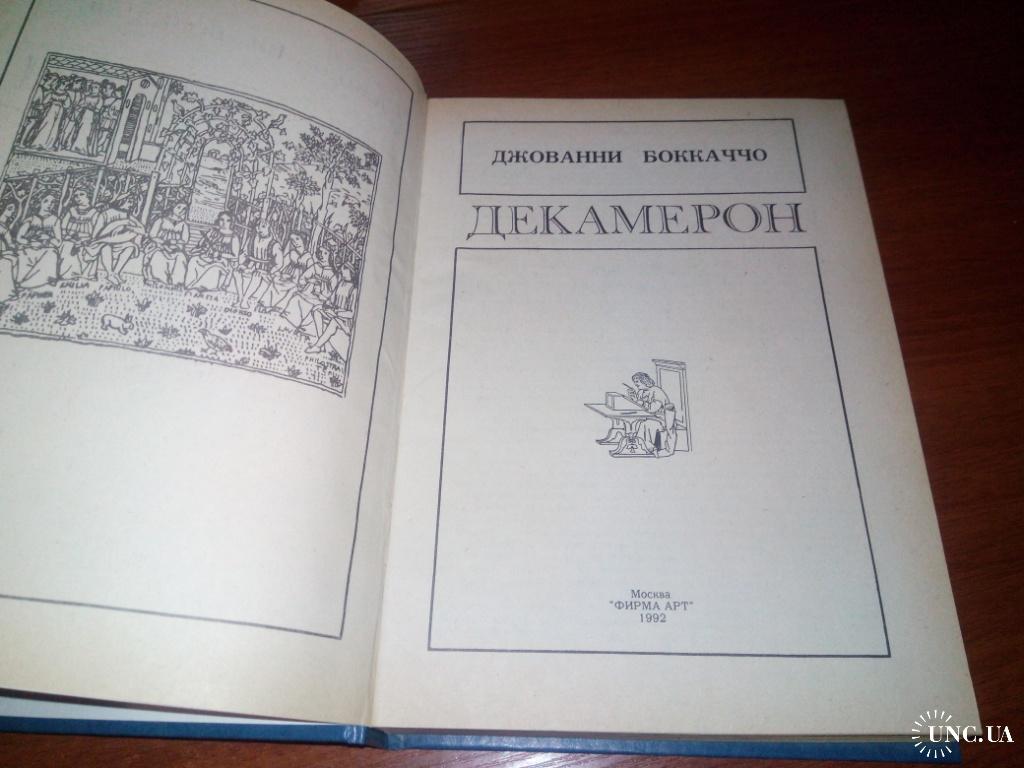 ДЖОВАННИ БОККАЧЧО
ДЕКАМЕРОН
Москва
"ФИРМА АРТ"
1992
UNC.UA